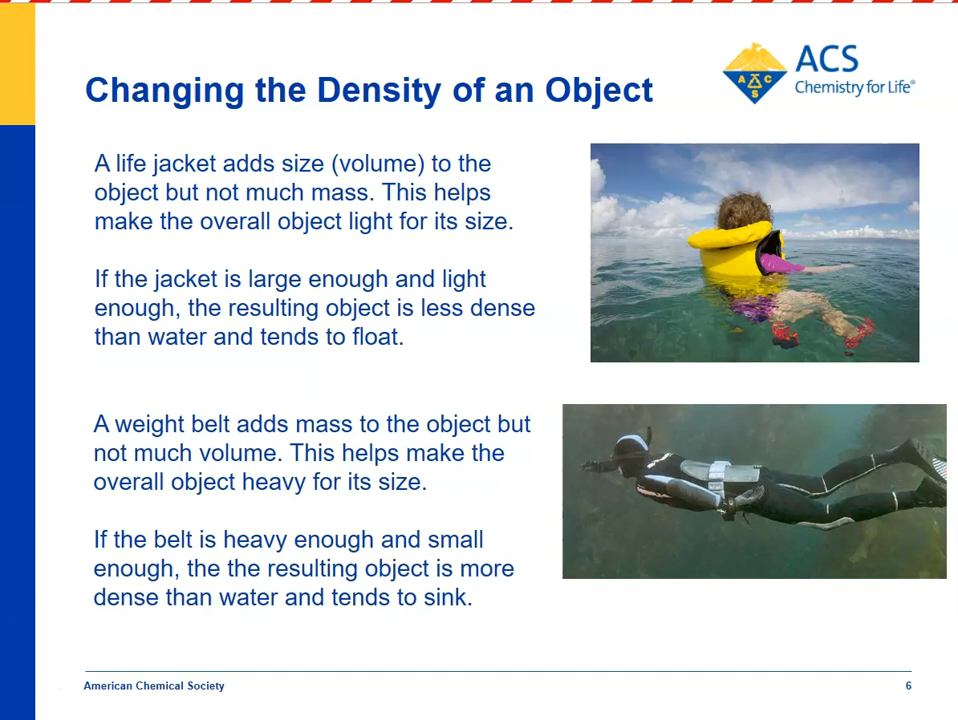 Changing the Density of an Object
ACS
Chemistry for Life®
A C S
A life jacket adds size (volume) to the
object but not much mass. This helps
make the overall object light for its size.
If the jacket is large enough and light
enough, the resulting object is less dense
than water and tends to float.
A weight belt adds mass to the object but
not much volume. This helps make the
overall object heavy for its size.
If the belt is heavy enough and small
enough, the the resulting object is more
dense than water and tends to sink.
American Chemical Society
6